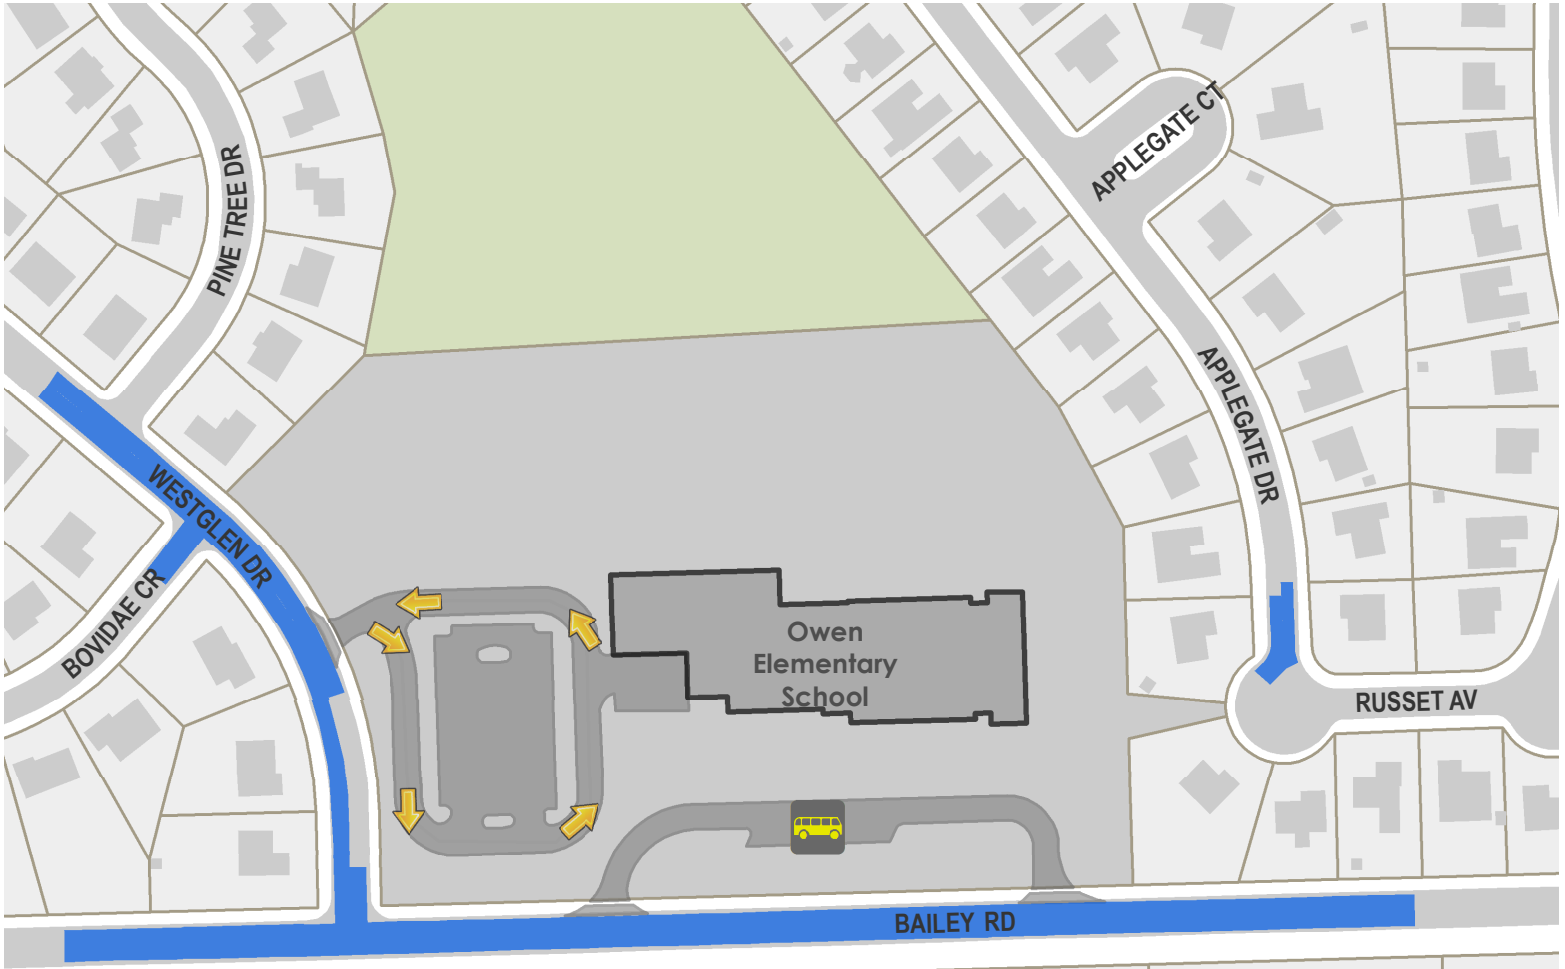 APPLEGATE CT
PINE TREE DR
APPLEGATE DR
WESTGLEN DR
BOVIDAE CR
Owen
Elementary
School
RUSSET AV
BAILEY RD